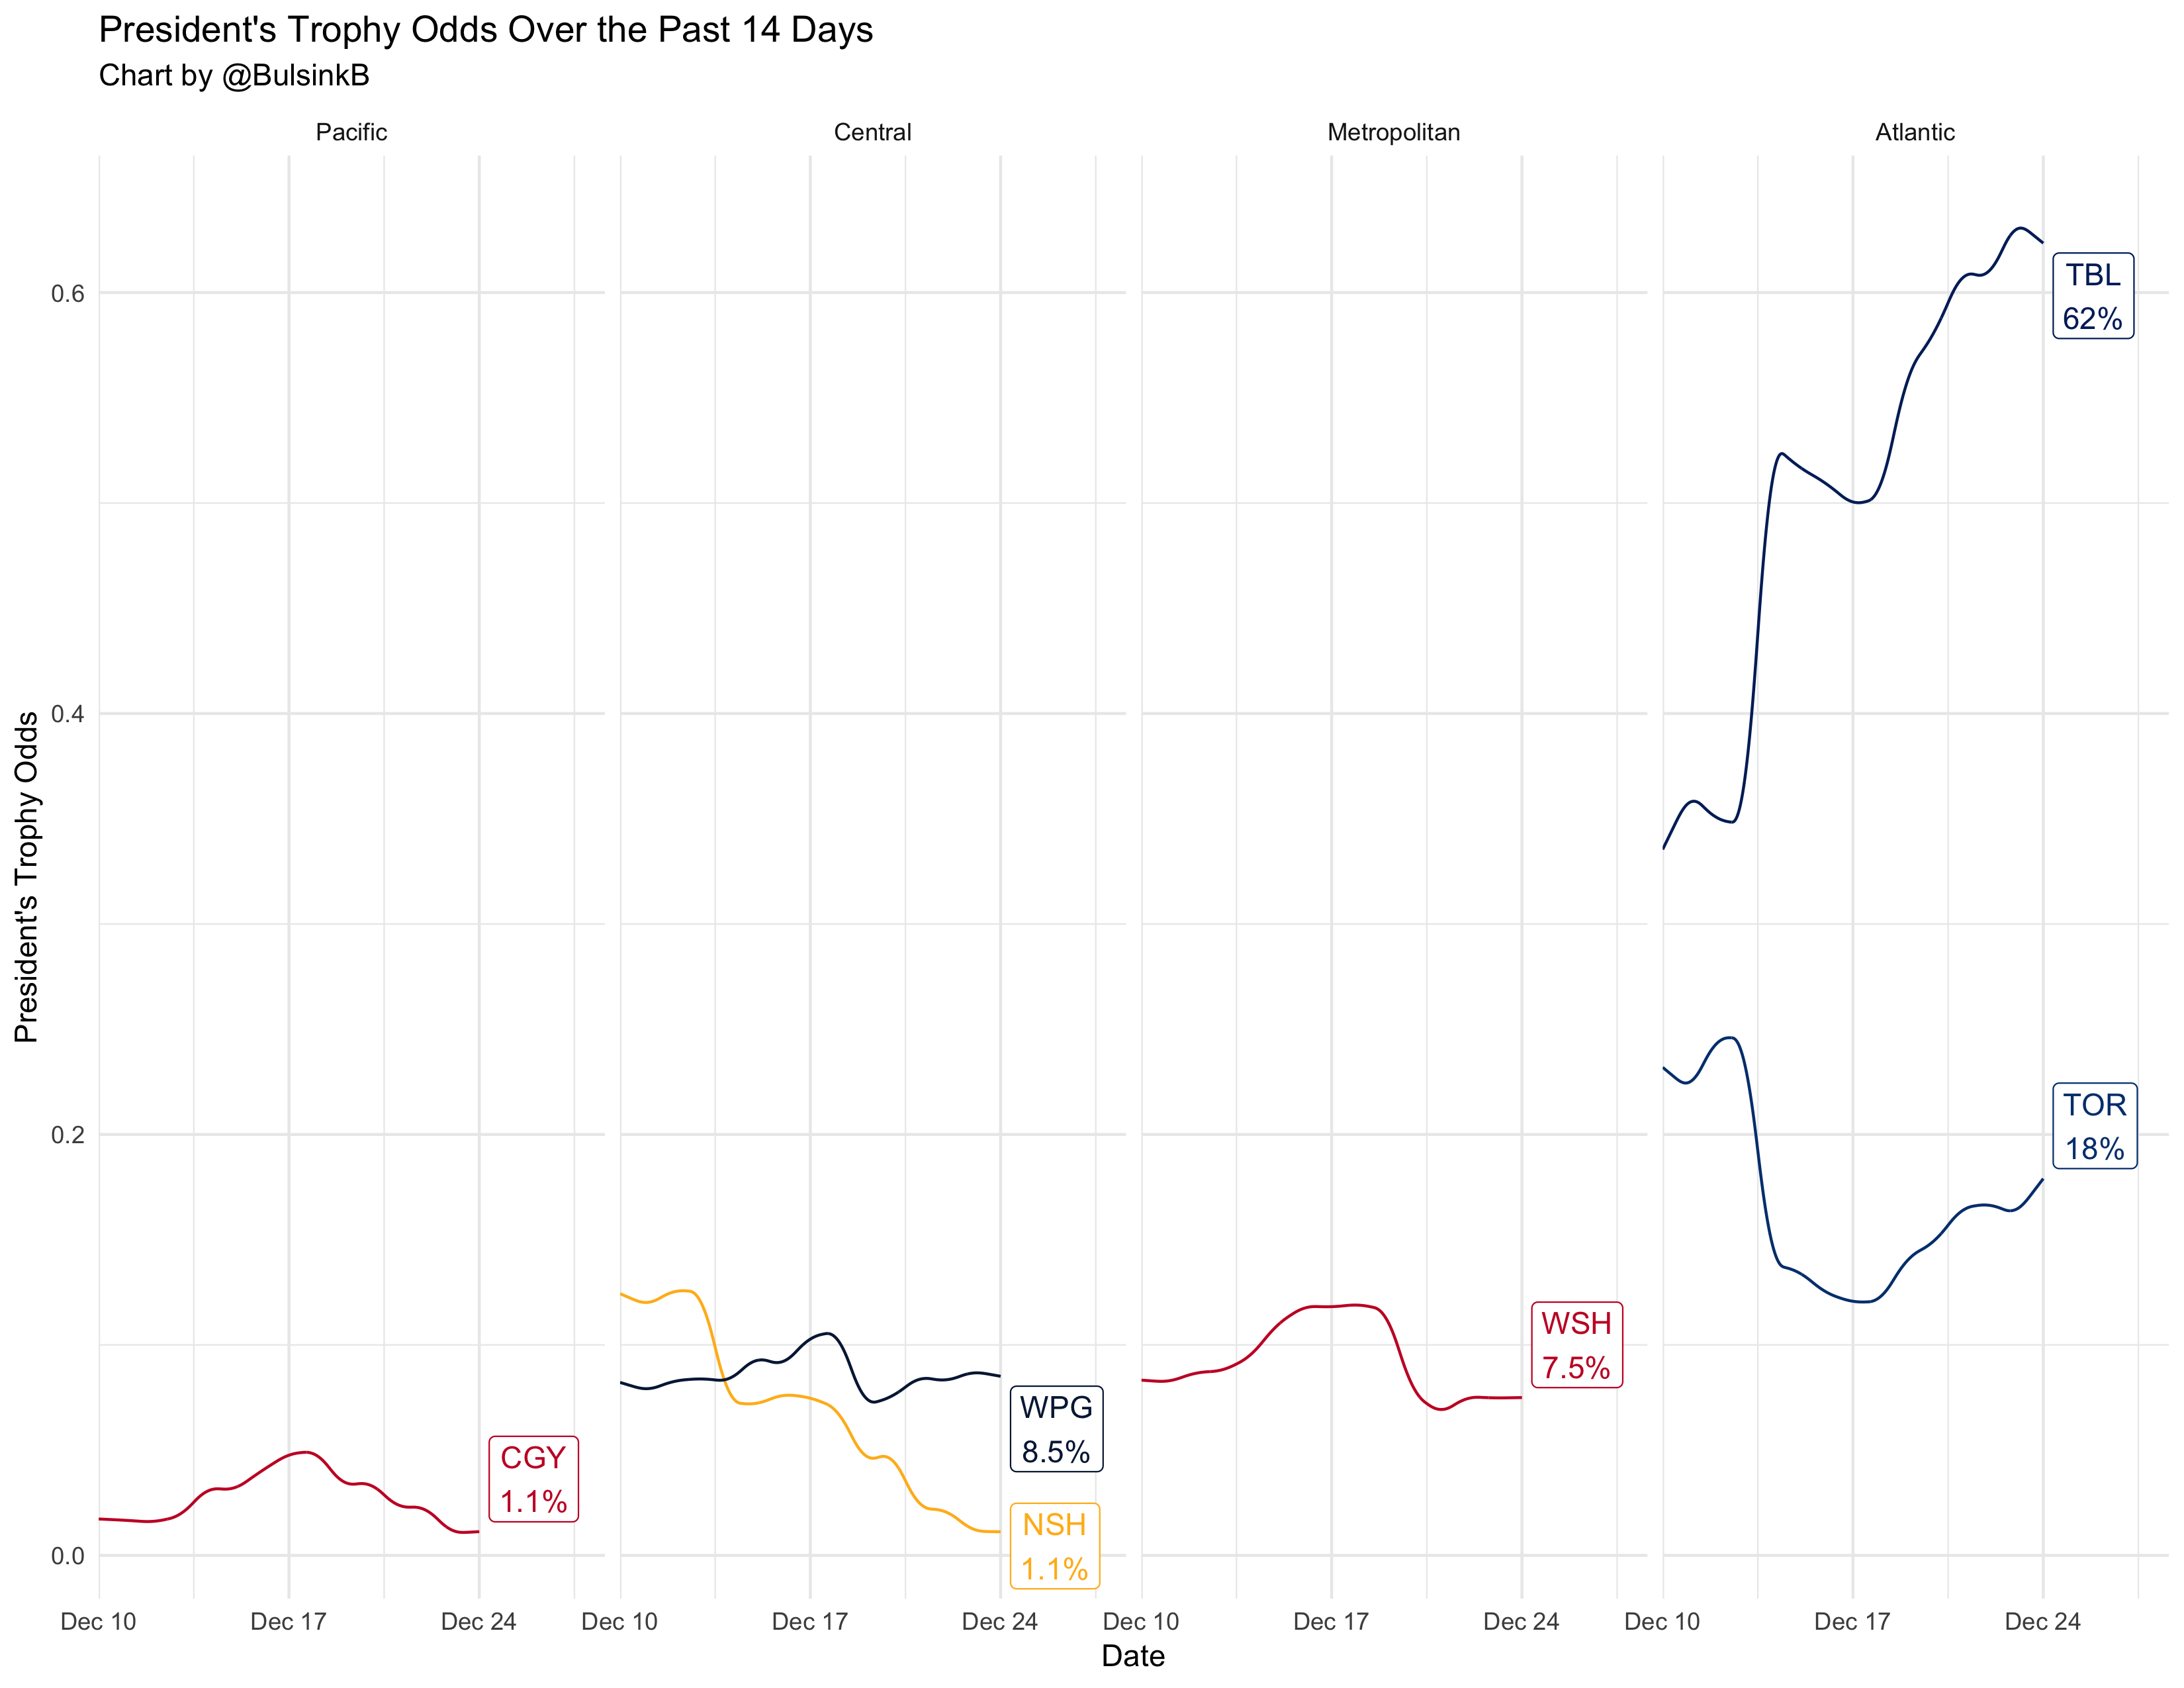 President's Trophy Odds Over the Past 14 Days
Chart by @BulsinkB
Pacific
Central
Metropolitan
Atlantic
President's Trophy Odds
0.6
0.4
0.2
0.0
TBL
62%
TOR
18%
WSH
7.5%
WPG
8.5%
CGY
1.1%
NSH
1.1%
Dec 10
Dec 17
Dec 24
Dec 10
Dec 17
Dec 24
Dec 10
Dec 17
Dec 24
Dec 10
Dec 17
Dec 24
Date